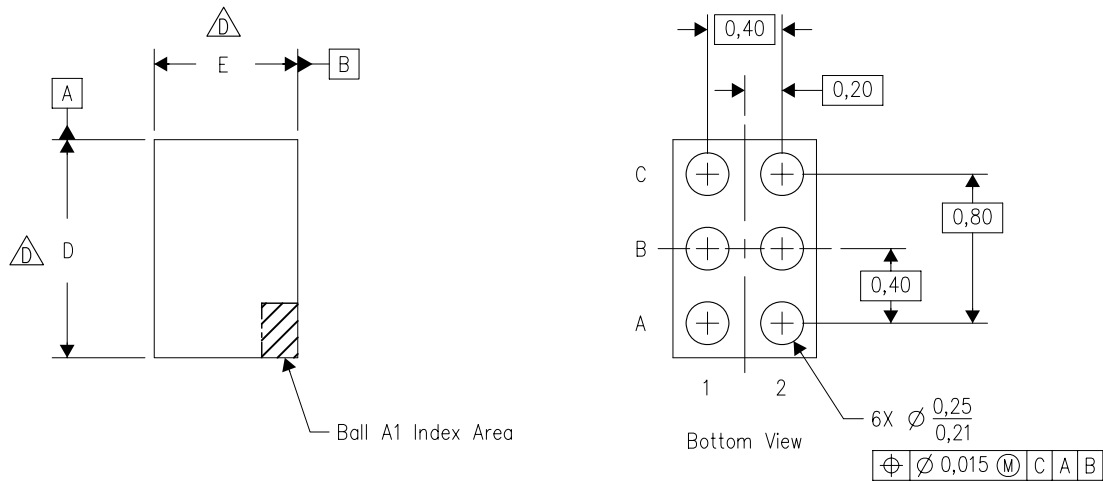 D
E
B
A
D
D
Ball A1 Index Area
0,40
0,20
C
0,80
B
0,40
A
1 2
Bottom View
6X Ø 0,25
0,21
⌖ Ø 0,015 Ⓜ C A B